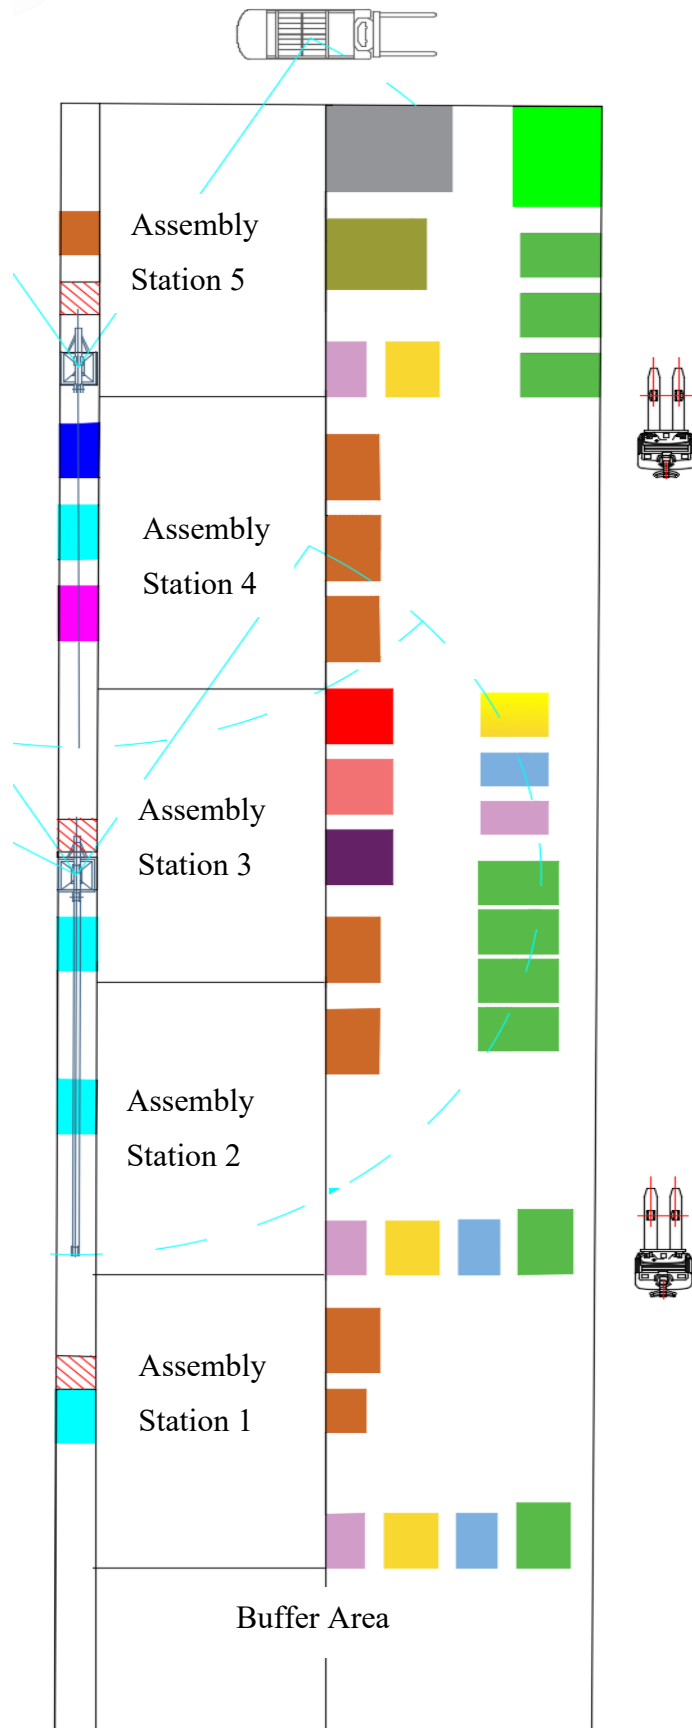 Assembly
Station 5
Assembly
Station 4
Assembly
Station 3
Assembly
Station 2
Assembly
Station 1
Buffer Area